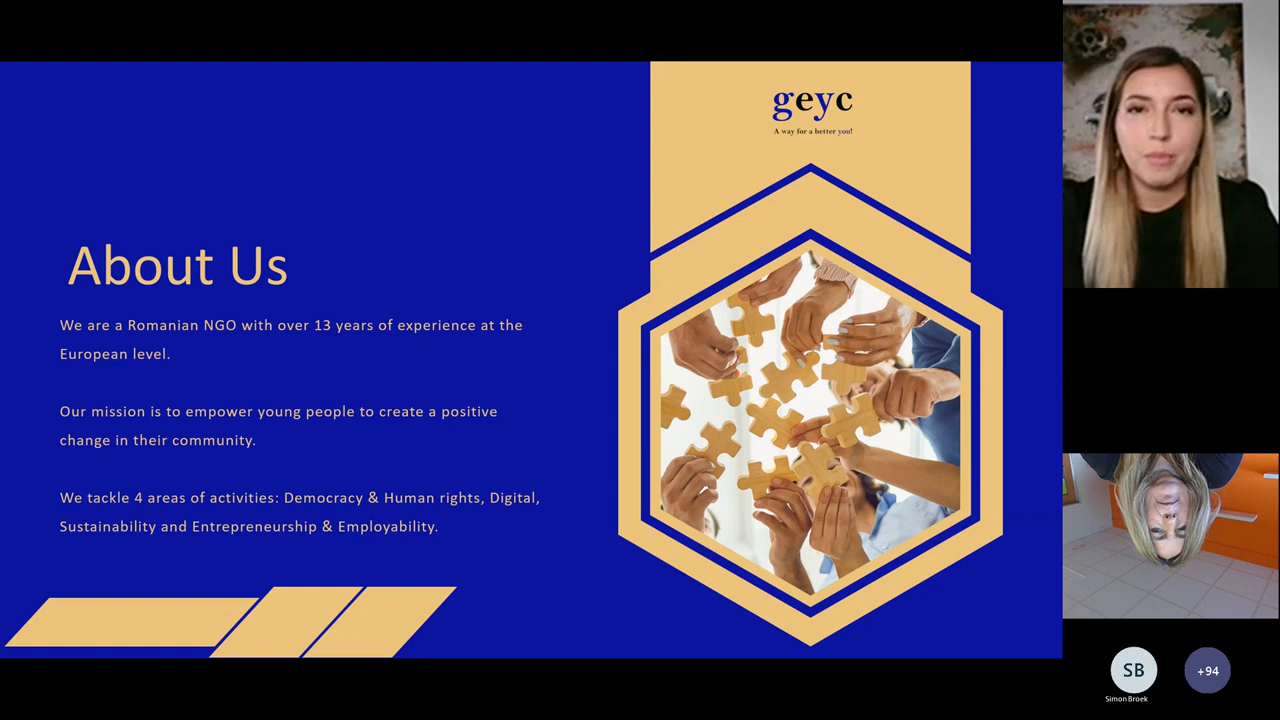 geyc
A way for a better you!
About Us
We are a Romanian NGO with over 13 years of experience at the
European level.
Our mission is to empower young people to create a positive
change in their community.
We tackle 4 areas of activities: Democracy & Human rights, Digital,
Sustainability and Entrepreneurship & Employability.
SB
+94
Simon Broek